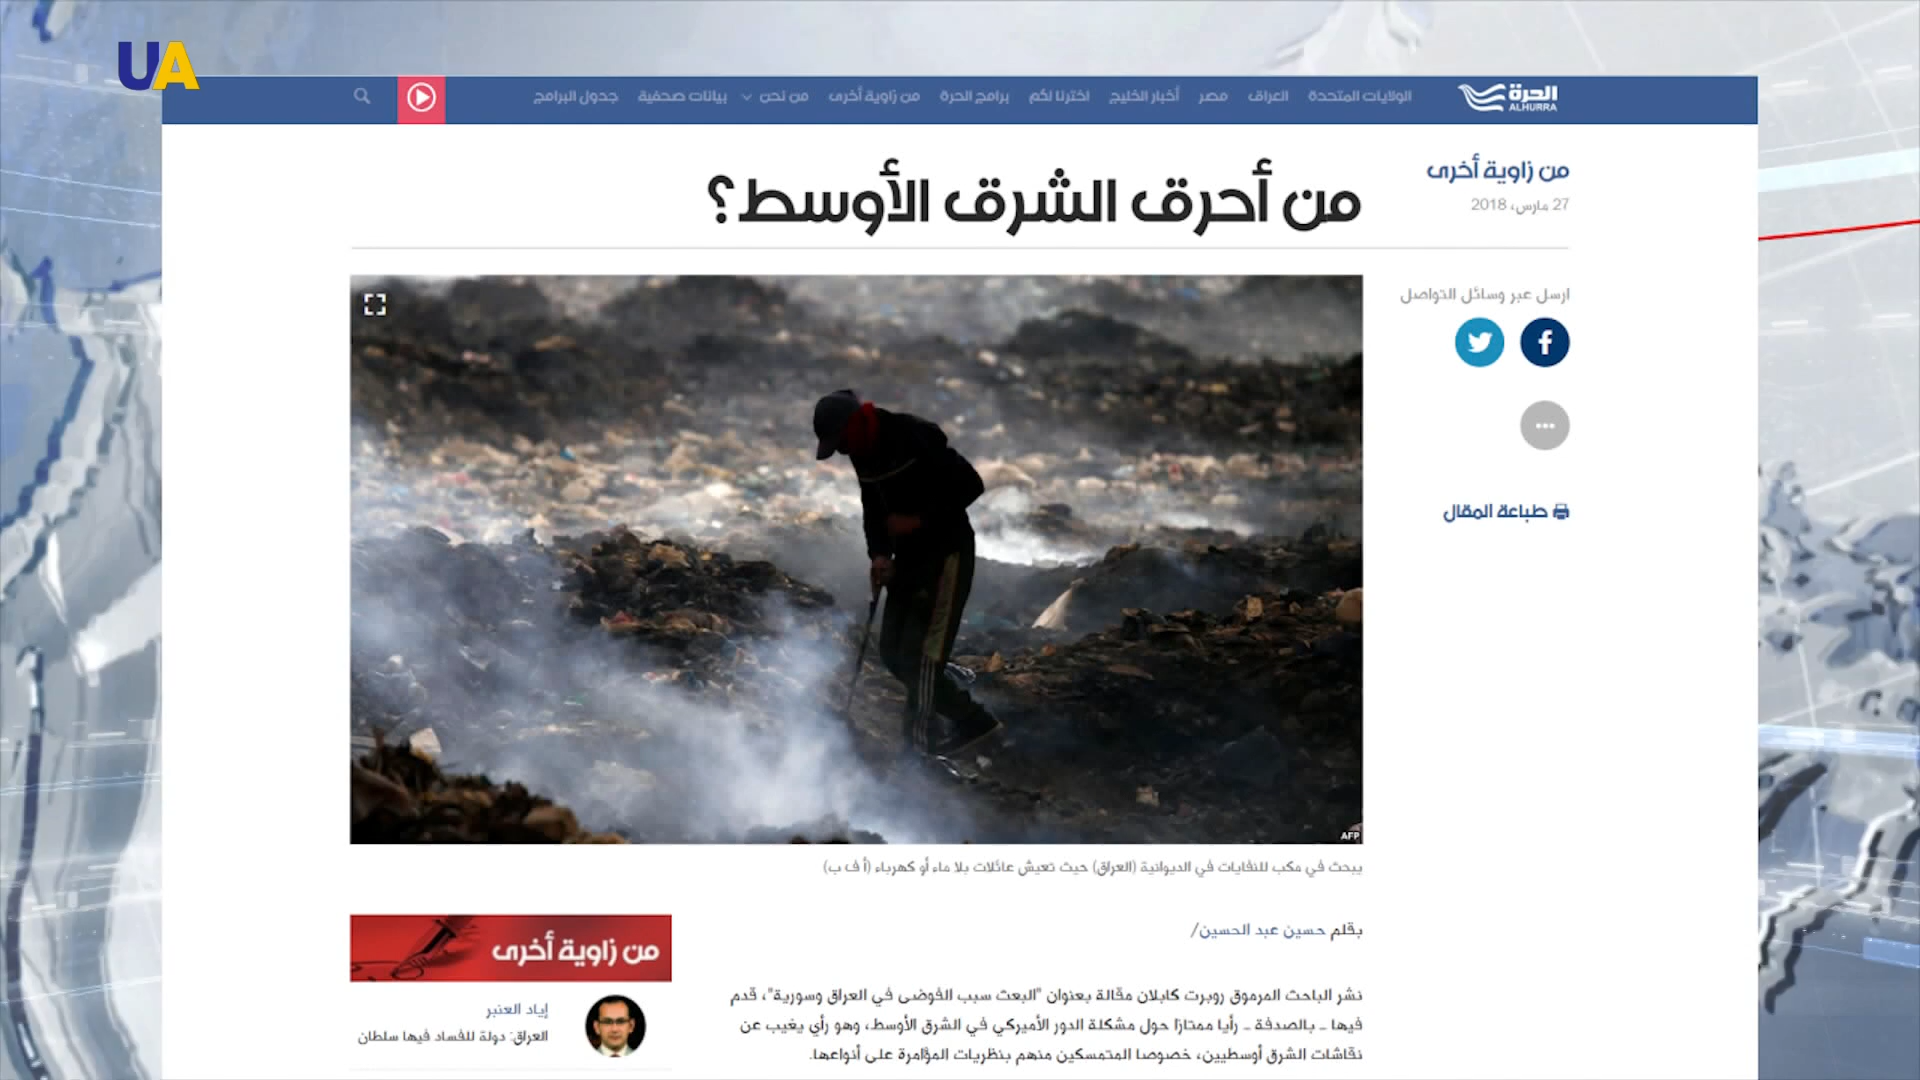 UA
الحرة
ALHURRA
الولايات المتحدة العراق مصر أخبار الخليج اخترنا لكم برامج الحرة من زاوية أخرى من نحن بيانات صحفية جدول البرامج
من زاوية أخرى
27 مارس، 2018
من أحرق الشرق الأوسط؟
ارسل عبر وسائل التواصل
طباعة المقال
AFP
يبحث في مكب للنفايات في الديوانية (العراق) حيث تعيش عائلات بلا ماء أو كهرباء (أ ف ب)
بقلم حسين عبد الحسين/
نشر الباحث المرموق روبرت كابلان مقالة بعنوان "البعث سبب الفوضى في العراق وسورية"، قدم
فيها ـ بالصدفة ـ رأيا ممتازا حول مشكلة الدور الأميركي في الشرق الأوسط، وهو رأي يغيب عن
نقاشات الشرق أوسطيين، خصوصا المتمسكين منهم بنظريات المؤامرة على أنواعها.
من زاوية أخرى
إياد العنبر
العراق: دولة للفساد فيها سلطان